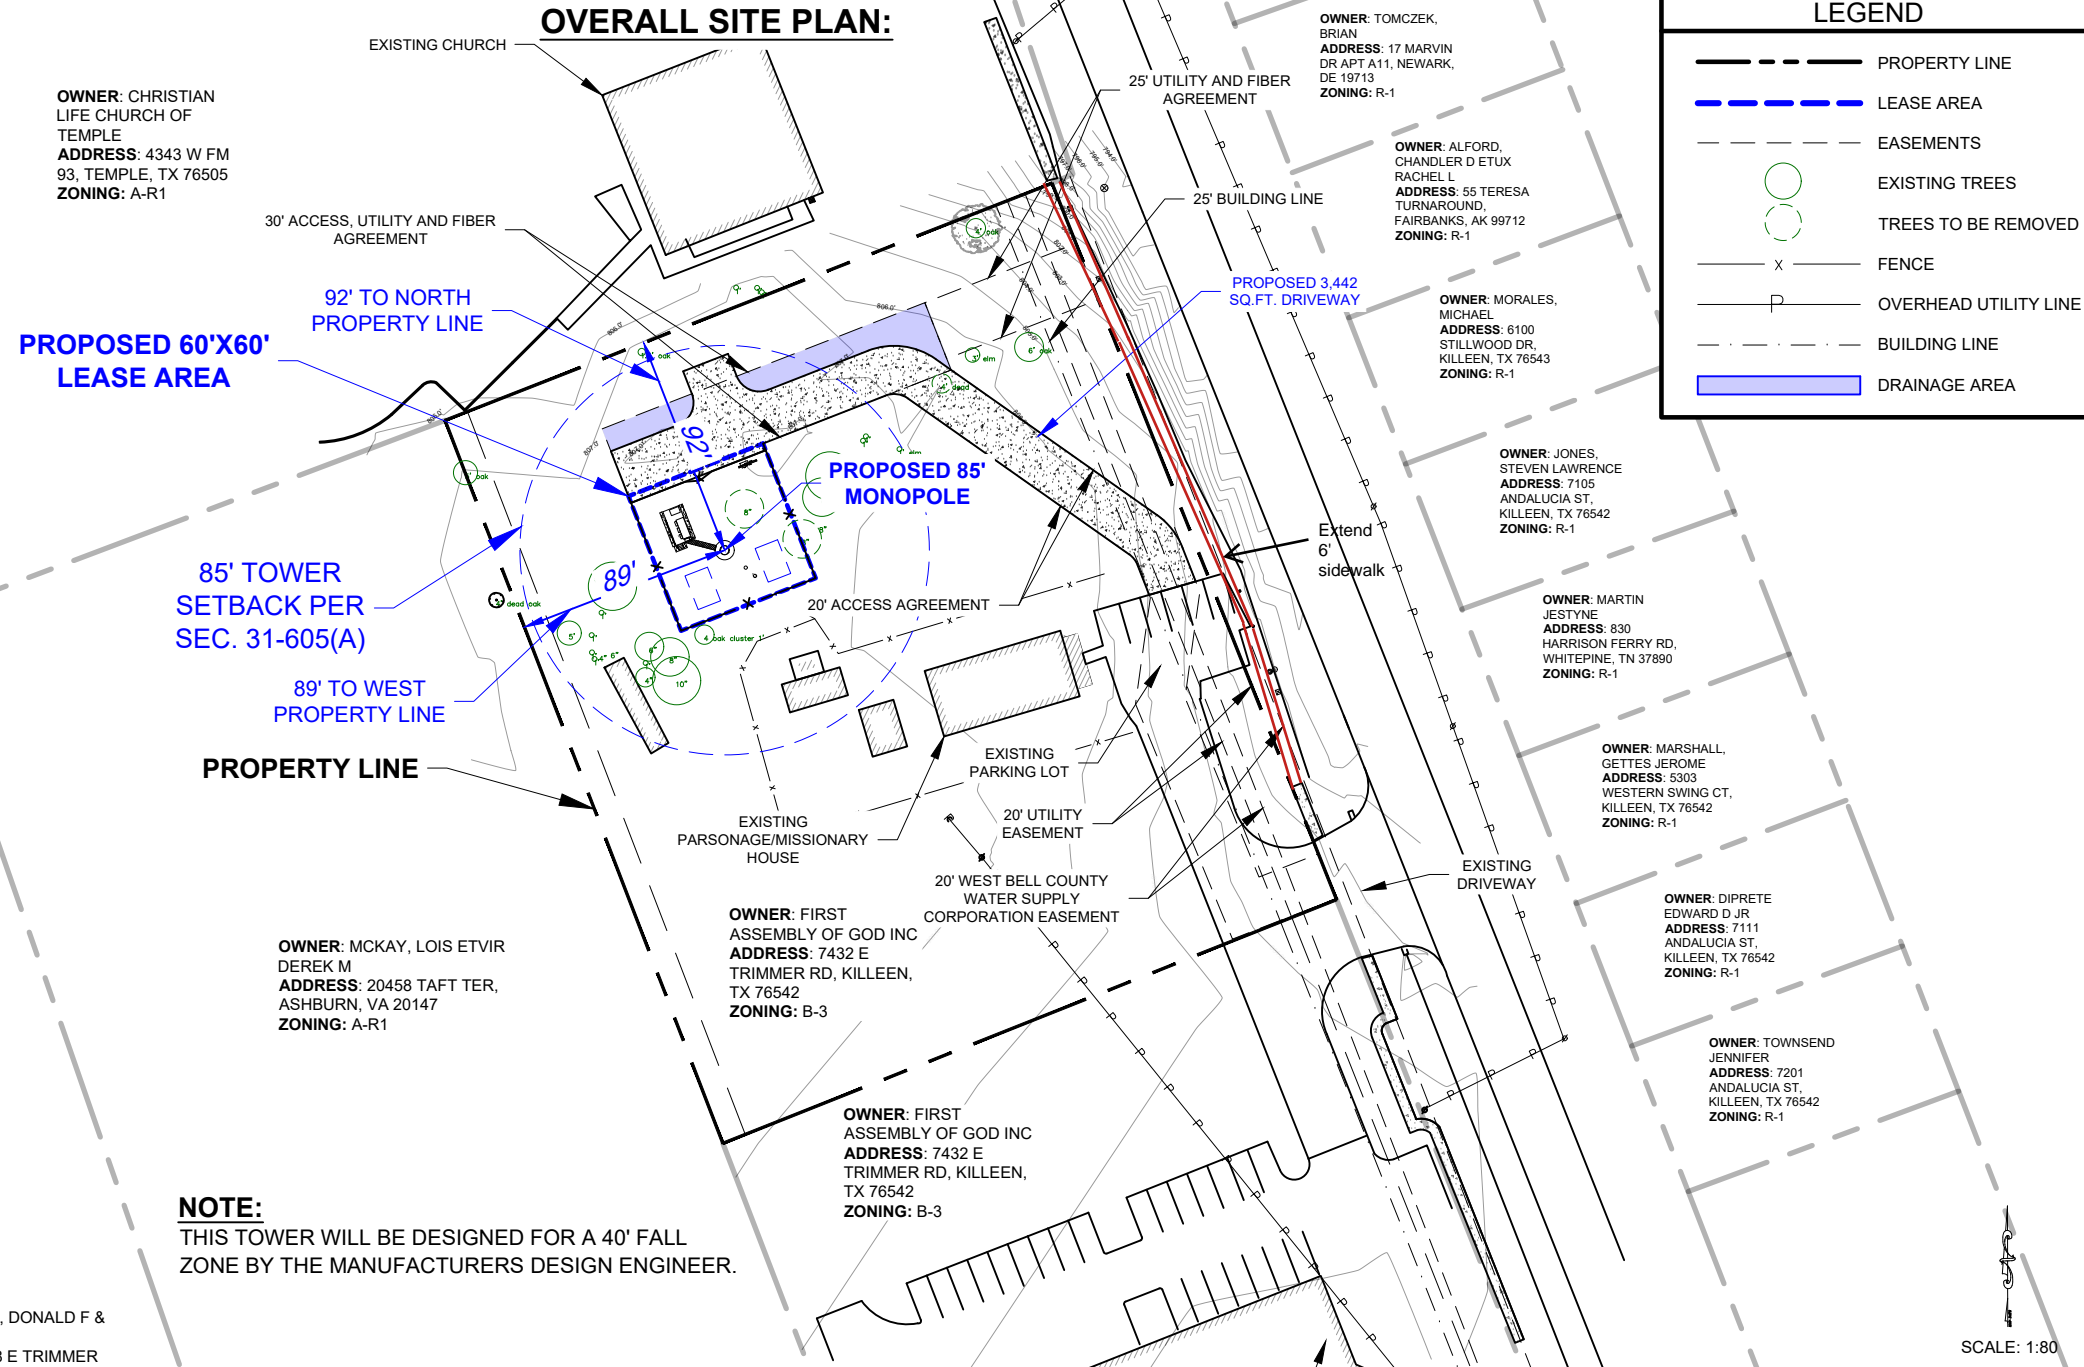 OVERALL SITE PLAN:
EXISTING CHURCH
OWNER: CHRISTIAN
LIFE CHURCH OF
TEMPLE
ADDRESS: 4343 W FM
93, TEMPLE, TX 76505
ZONING: A-R1
30' ACCESS, UTILITY AND FIBER
AGREEMENT
92' TO NORTH
PROPERTY LINE
PROPOSED 60'X60'
LEASE AREA
85' TOWER
SETBACK PER
SEC. 31-605(A)
89' TO WEST
PROPERTY LINE
PROPERTY LINE
25' UTILITY AND FIBER
AGREEMENT
25' BUILDING LINE
PROPOSED 3,442
SQ.FT. DRIVEWAY
PROPOSED 85'
MONOPOLE
92'
89'
Extend
6'
sidewalk
20' ACCESS AGREEMENT
EXISTING
PARKING LOT
EXISTING
PARSONAGE/MISSIONARY
HOUSE
20' UTILITY
EASEMENT
20' WEST BELL COUNTY
WATER SUPPLY
CORPORATION EASEMENT
EXISTING
DRIVEWAY
OWNER: TOMCZEK,
BRIAN
ADDRESS: 17 MARVIN
DR APT A11, NEWARK,
DE 19713
ZONING: R-1
OWNER: ALFORD,
CHANDLER D ETUX
RACHEL L
ADDRESS: 55 TERESA
TURNAROUND,
FAIRBANKS, AK 99712
ZONING: R-1
OWNER: MORALES,
MICHAEL
ADDRESS: 6100
STILLWOOD DR,
KILLEEN, TX 76543
ZONING: R-1
OWNER: JONES,
STEVEN LAWRENCE
ADDRESS: 7105
ANDALUCIA ST,
KILLEEN, TX 76542
ZONING: R-1
OWNER: MARTIN
JESTYNE
ADDRESS: 830
HARRISON FERRY RD,
WHITEPINE, TN 37890
ZONING: R-1
OWNER: MARSHALL,
GETTES JEROME
ADDRESS: 5303
WESTERN SWING CT,
KILLEEN, TX 76542
ZONING: R-1
OWNER: DIPRETE
EDWARD D JR
ADDRESS: 7111
ANDALUCIA ST,
KILLEEN, TX 76542
ZONING: R-1
OWNER: TOWNSEND
JENNIFER
ADDRESS: 7201
ANDALUCIA ST,
KILLEEN, TX 76542
ZONING: R-1
OWNER: MCKAY, LOIS ETVIR
DEREK M
ADDRESS: 20458 TAFT TER,
ASHBURN, VA 20147
ZONING: A-R1
OWNER: FIRST
ASSEMBLY OF GOD INC
ADDRESS: 7432 E
TRIMMER RD, KILLEEN,
TX 76542
ZONING: B-3
OWNER: FIRST
ASSEMBLY OF GOD INC
ADDRESS: 7432 E
TRIMMER RD, KILLEEN,
TX 76542
ZONING: B-3
NOTE:
THIS TOWER WILL BE DESIGNED FOR A 40' FALL
ZONE BY THE MANUFACTURERS DESIGN ENGINEER.
, DONALD F &
E TRIMMER
LEGEND
PROPERTY LINE
LEASE AREA
EASEMENTS
EXISTING TREES
TREES TO BE REMOVED
FENCE
OVERHEAD UTILITY LINE
BUILDING LINE
DRAINAGE AREA
4" oak
6" oak
3" elm
dead oak
oak cluster
5"
8"
10"
SCALE: 1:80